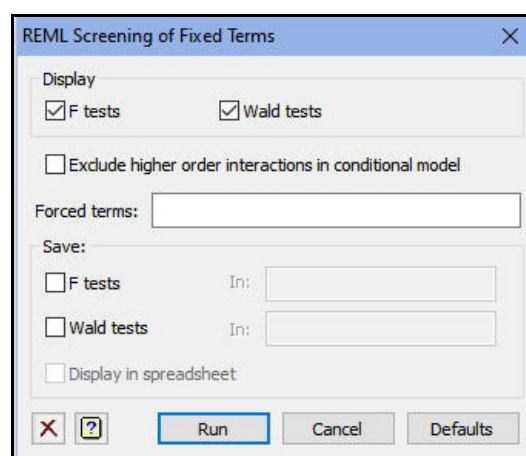 REML Screening of Fixed Terms
Display
F tests
Wald tests
Exclude higher order interactions in conditional model
Forced terms:
Save:
F tests In:
Wald tests In:
Display in spreadsheet
? Run Cancel Defaults